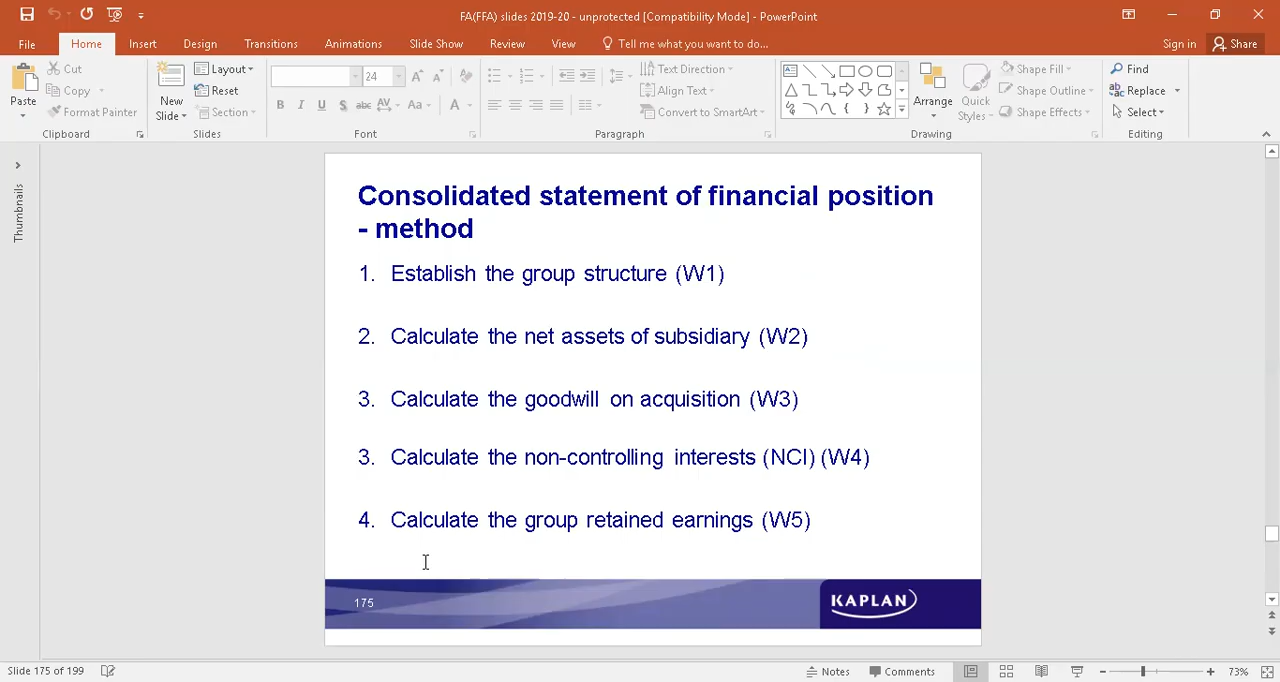 FA(FFA) slides 2019-20 - unprotected [Compatibility Mode] - PowerPoint
File Home Insert Design Transitions Animations Slide Show Review View Tell me what you want to do... Sign in Share
Paste Cut Copy Format Painter Clipboard
New Slide Layout Reset Section Slides
24 Aa A A B I U S abc AV Aa A Font
Text Direction Align Text Convert to SmartArt Paragraph
Arrange Quick Styles Shape Fill Shape Outline Shape Effects Drawing
Find Replace Select Editing
Thumbnails
Consolidated statement of financial position
- method
1. Establish the group structure (W1)
2. Calculate the net assets of subsidiary (W2)
3. Calculate the goodwill on acquisition (W3)
3. Calculate the non-controlling interests (NCI) (W4)
4. Calculate the group retained earnings (W5)
175 KAPLAN
Slide 175 of 199 Notes Comments 73%